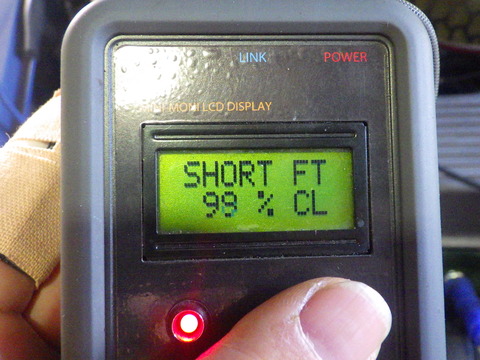 LINK POWER
LCD DISPLAY
SHORT FT
99 % CL